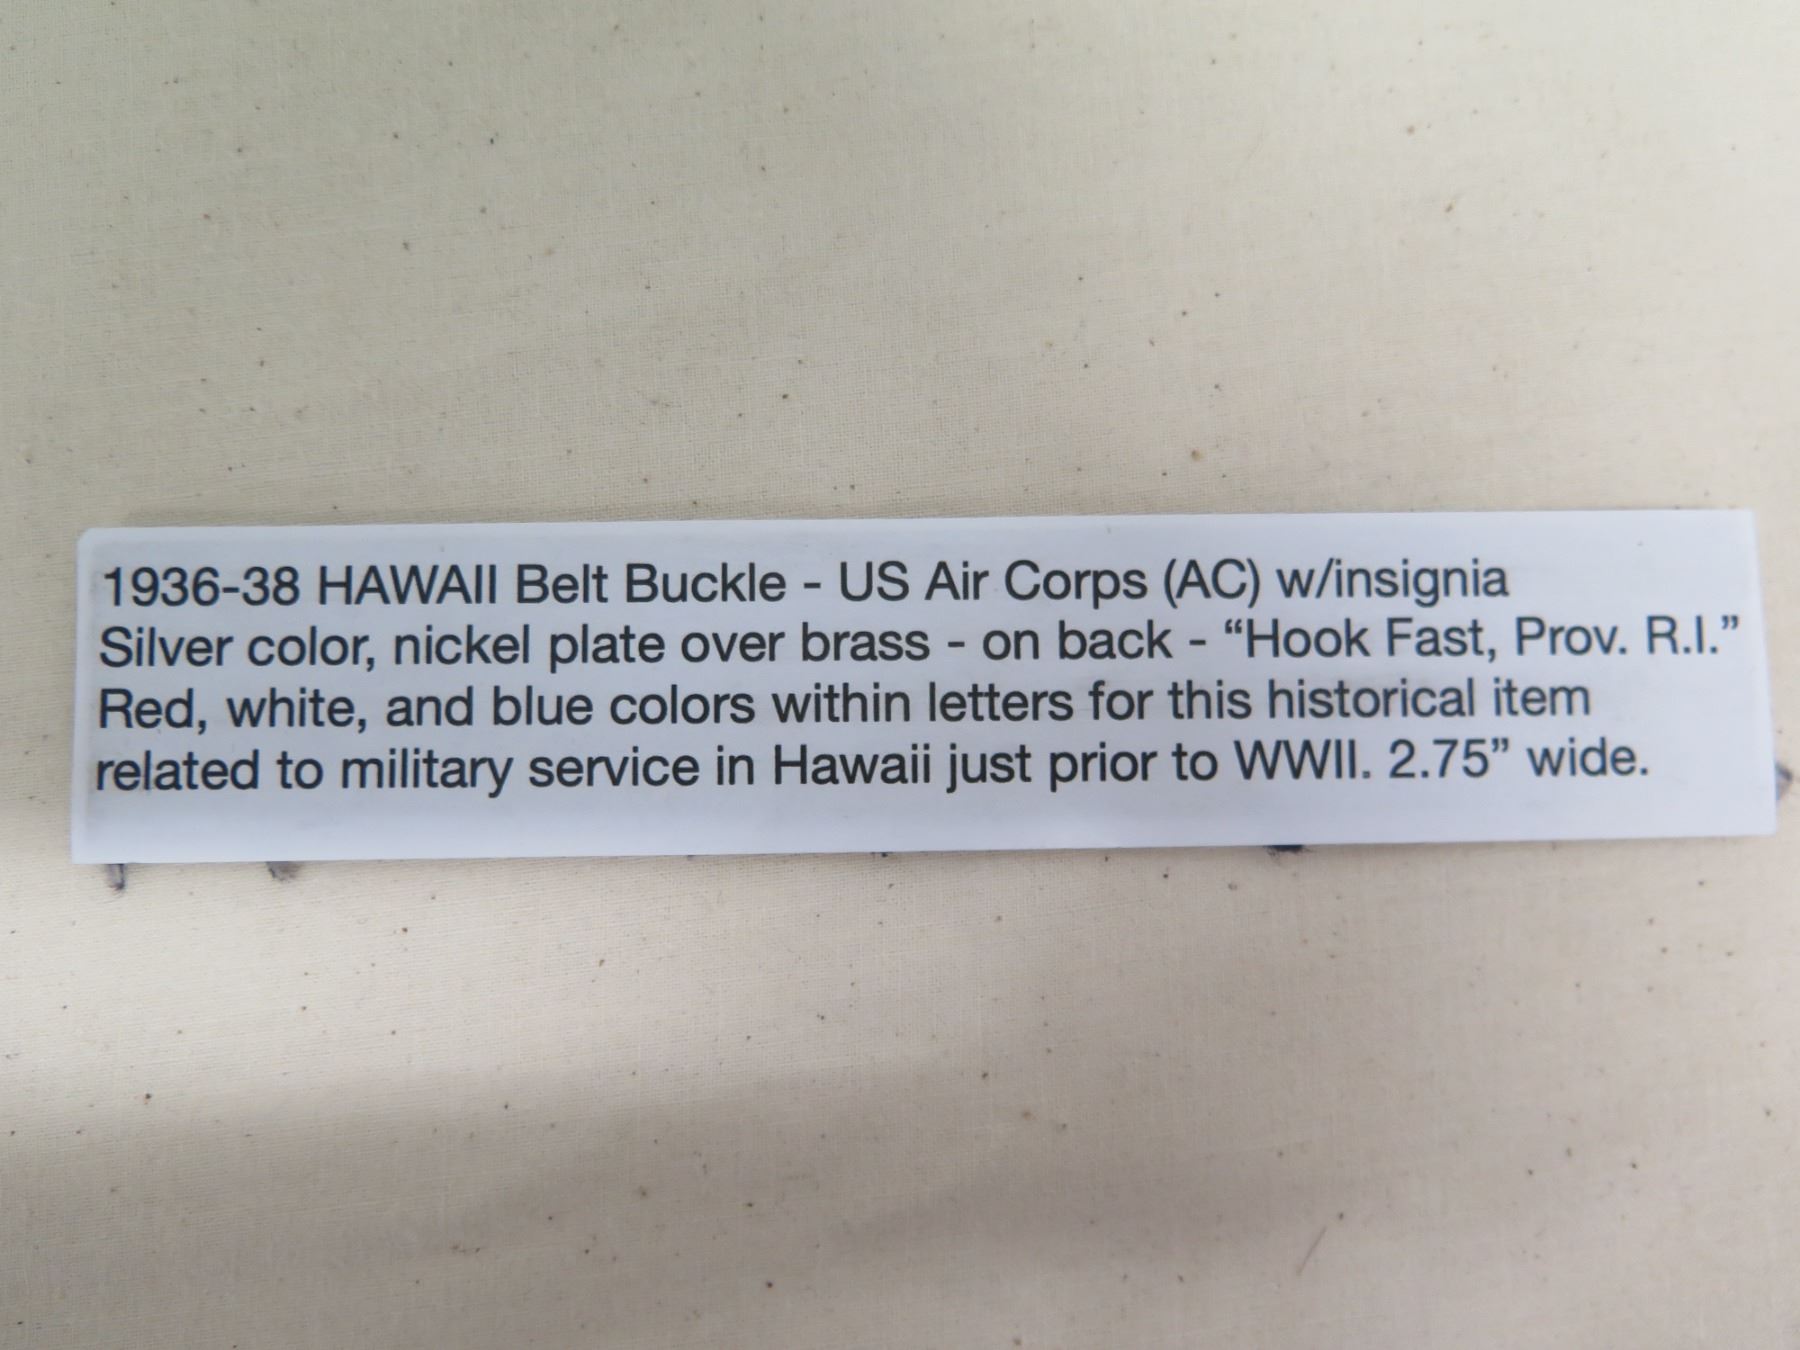 1936-38 HAWAII Belt Buckle - US Air Corps (AC) w/insignia
Silver color, nickel plate over brass - on back - “Hook Fast, Prov. R.I.”
Red, white, and blue colors within letters for this historical item
related to military service in Hawaii just prior to WWII. 2.75” wide.